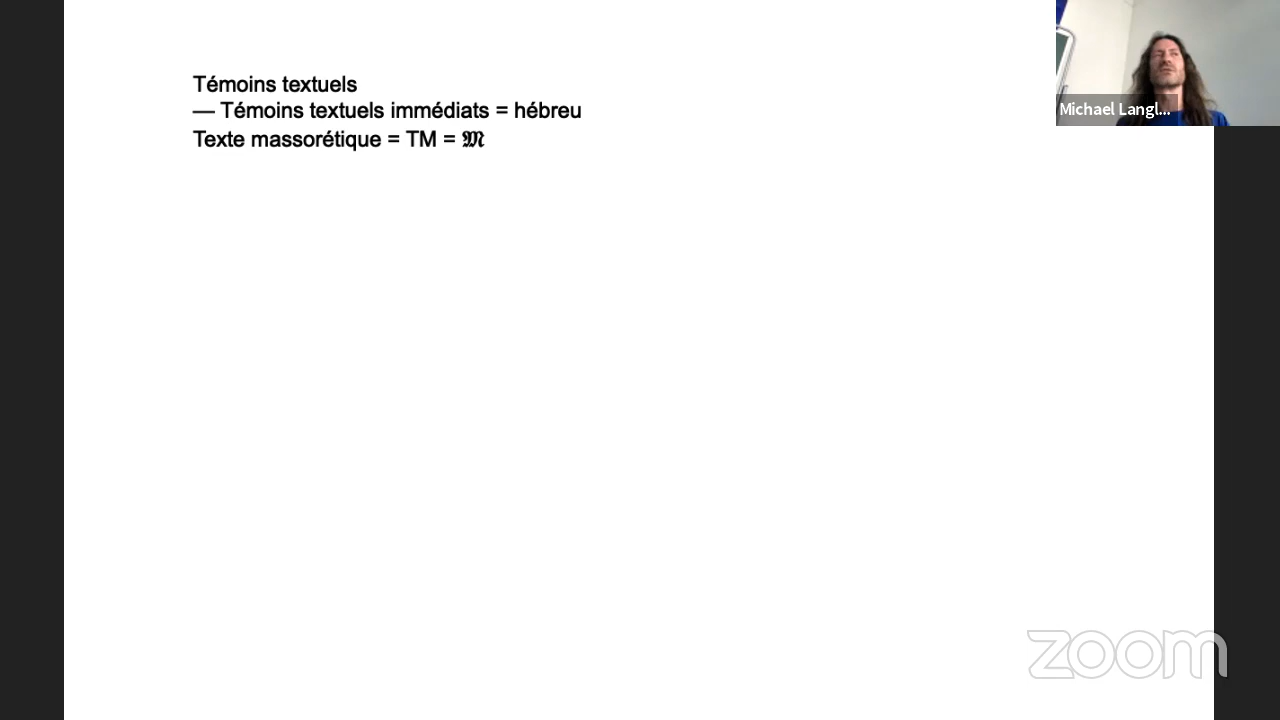 Témoins textuels
— Témoins textuels immédiats = hébreu
Texte massorétique = TM = 𝕸
Michael Langl...
zoom